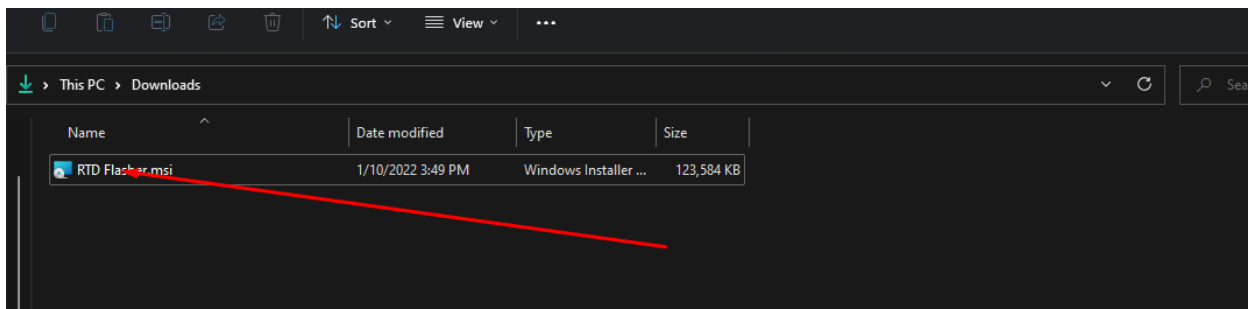 Sort View ...
This PC > Downloads
Sea
Name Date modified Type Size
RTD Flasher.msi 1/10/2022 3:49 PM Windows Installer ... 123,584 KB